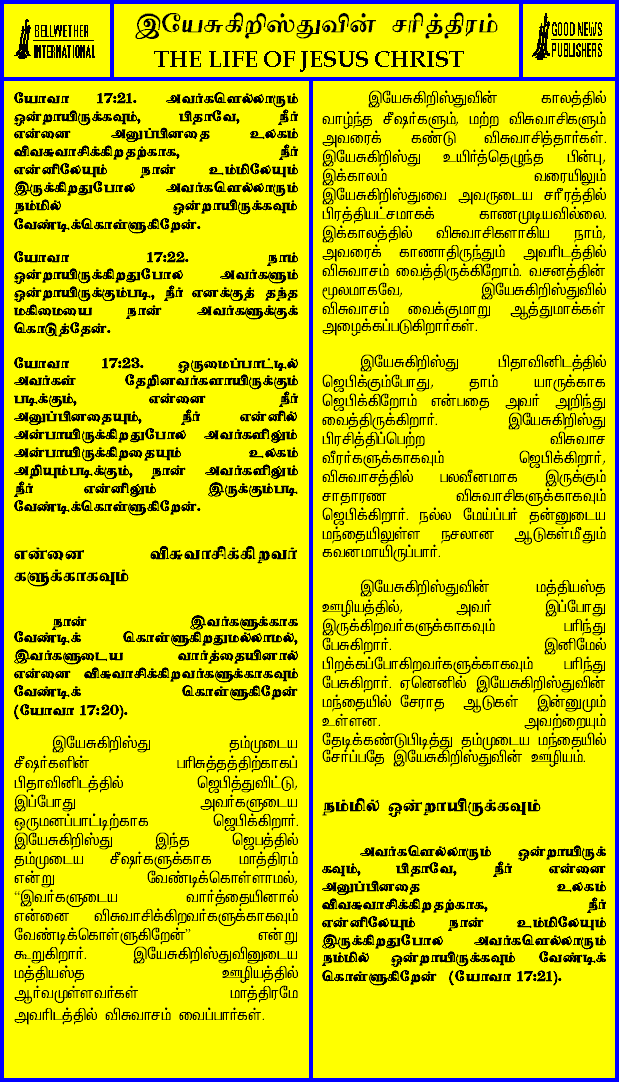 BELLWETHER
INTERNATIONAL
இயேசுகிறிஸ்துவின் சரித்திரம்
THE LIFE OF JESUS CHRIST
GOOD NEWS
PUBLISHERS
யோவா 17:21. அவர்களெல்லாரும்
ஒன்றாயிருக்கவும், பிதாவே, நீர்
என்னை அனுப்பினதை உலகம்
விவசுவாசிக்கிறதற்காக, நீர்
என்னிலேயும் நான் உம்மிலேயும்
இருக்கிறதுபோல அவர்களெல்லாரும்
நம்மில் ஒன்றாயிருக்கவும்
வேண்டிக்கொள்ளுகிறேன்.
யோவா 17:22. நாம்
ஒன்றாயிருக்கிறதுபோல அவர்களும்
ஒன்றாயிருக்கும்படி, நீர் எனக்குத் தந்த
மகிமையை நான் அவர்களுக்குக்
கொடுத்தேன்.
யோவா 17:23. ஒருமைப்பாட்டில்
அவர்கள் தேறினவர்களாயிருக்கும்
படிக்கும், என்னை நீர்
அனுப்பினதையும், நீர் என்னில்
அன்பாயிருக்கிறதுபோல அவர்களிலும்
அன்பாயிருக்கிறதையும் உலகம்
அறியும்படிக்கும், நான் அவர்களிலும்
நீர் என்னிலும் இருக்கும்படி
வேண்டிக்கொள்ளுகிறேன்.
என்னை விசுவாசிக்கிறவர்
களுக்காகவும்
நான் இவர்களுக்காக
வேண்டிக் கொள்ளுகிறதுமல்லாமல்,
இவர்களுடைய வார்த்தையினால்
என்னை விசுவாசிக்கிறவர்களுக்காகவும்
வேண்டிக் கொள்ளுகிறேன்
(யோவா 17:20).
இயேசுகிறிஸ்து தம்முடைய
சீஷர்களின் பரிசுத்தத்திற்காகப்
பிதாவினிடத்தில் ஜெபித்துவிட்டு,
இப்போது அவர்களுடைய
ஒருமனப்பாட்டிற்காக ஜெபிக்கிறார்.
இயேசுகிறிஸ்து இந்த ஜெபத்தில்
தம்முடைய சீஷர்களுக்காக மாத்திரம்
என்று வேண்டிக்கொள்ளாமல்,
“இவர்களுடைய வார்த்தையினால்
என்னை விசுவாசிக்கிறவர்களுக்காகவும்
வேண்டிக்கொள்ளுகிறேன்” என்று
கூறுகிறார். இயேசுகிறிஸ்துவினுடைய
மத்தியஸ்த ஊழியத்தில்
ஆர்வமுள்ளவர்கள் மாத்திரமே
அவரிடத்தில் விசுவாசம் வைப்பார்கள்.
இயேசுகிறிஸ்துவின் காலத்தில்
வாழ்ந்த சீஷர்களும், மற்ற விசுவாசிகளும்
அவரைக் கண்டு விசுவாசித்தார்கள்.
இயேசுகிறிஸ்து உயிர்த்தெழுந்த பின்பு,
இக்காலம் வரையிலும்
இயேசுகிறிஸ்துவை அவருடைய சரீரத்தில்
பிரத்தியட்சமாகக் காணமுடியவில்லை.
இக்காலத்தில் விசுவாசிகளாகிய நாம்,
அவரைக் காணாதிருந்தும் அவரிடத்தில்
விசுவாசம் வைத்திருக்கிறோம். வசனத்தின்
மூலமாகவே, இயேசுகிறிஸ்துவில்
விசுவாசம் வைக்குமாறு ஆத்துமாக்கள்
அழைக்கப்படுகிறார்கள்.
இயேசுகிறிஸ்து பிதாவினிடத்தில்
ஜெபிக்கும்போது, தாம் யாருக்காக
ஜெபிக்கிறோம் என்பதை அவர் அறிந்து
வைத்திருக்கிறார். இயேசுகிறிஸ்து
பிரசித்திப்பெற்ற விசுவாச
வீரர்களுக்காகவும் ஜெபிக்கிறார்,
விசுவாசத்தில் பலவீனமாக இருக்கும்
சாதாரண விசுவாசிகளுக்காகவும்
ஜெபிக்கிறார். நல்ல மேய்ப்பர் தன்னுடைய
மந்தையிலுள்ள நசலான ஆடுகள்மீதும்
கவனமாயிருப்பார்.
இயேசுகிறிஸ்துவின் மத்தியஸ்த
ஊழியத்தில், அவர் இப்போது
இருக்கிறவர்களுக்காகவும் பரிந்து
பேசுகிறார். இனிமேல்
பிறக்கப்போகிறவர்களுக்காகவும் பரிந்து
பேசுகிறார். ஏனெனில் இயேசுகிறிஸ்துவின்
மந்தையில் சேராத ஆடுகள் இன்னுமும்
உள்ளன. அவற்றையும்
தேடிக்கண்டுபிடித்து தம்முடைய மந்தையில்
சேர்ப்பதே இயேசுகிறிஸ்துவின் ஊழியம்.
நம்மில் ஒன்றாயிருக்கவும்
அவர்களெல்லாரும் ஒன்றாயிருக்
கவும், பிதாவே, நீர் என்னை
அனுப்பினதை உலகம்
விவசுவாசிக்கிறதற்காக, நீர்
என்னிலேயும் நான் உம்மிலேயும்
இருக்கிறதுபோல அவர்களெல்லாரும்
நம்மில் ஒன்றாயிருக்கவும் வேண்டிக்
கொள்ளுகிறேன் (யோவா 17:21).